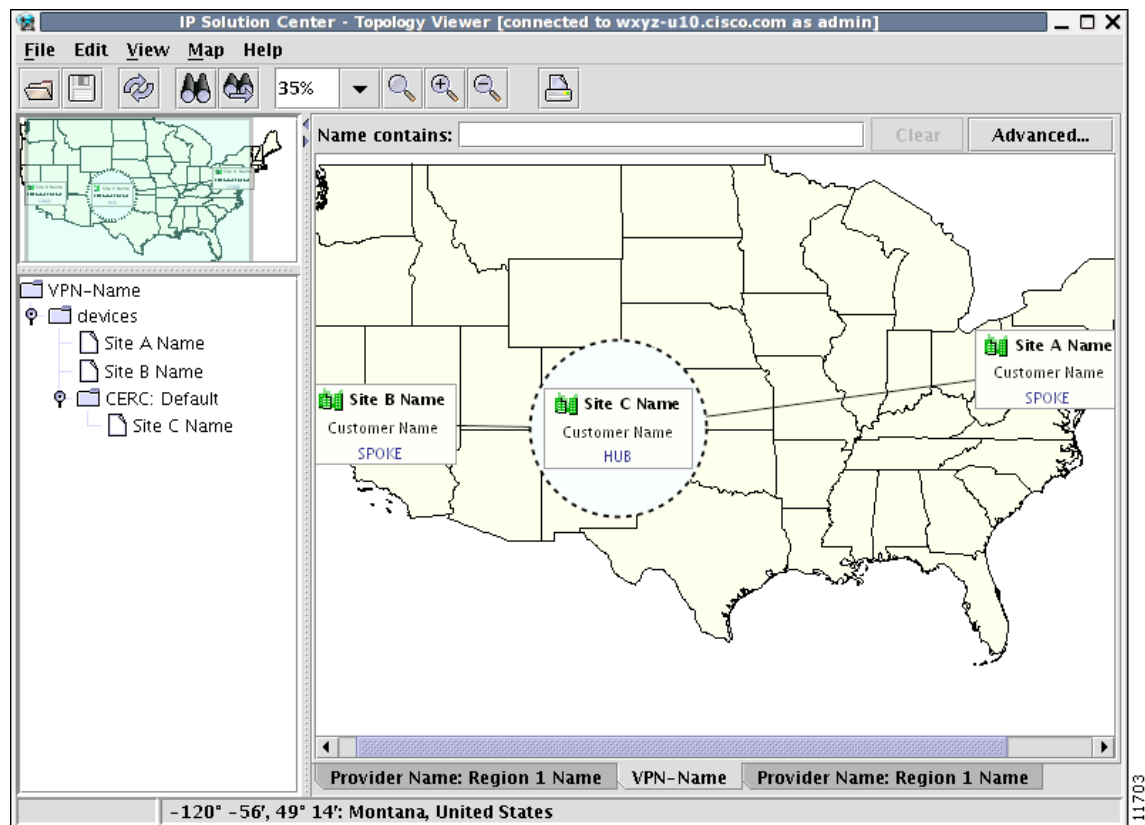 IP Solution Center - Topology Viewer [connected to wxyz-u10.cisco.com as admin]
File Edit View Map Help
35%
Name contains: Clear Advanced...
VPN-Name
devices
Site A Name
Site B Name
CERC: Default
Site C Name
Site A Name
Customer Name
SPOKE
Site B Name
Customer Name
SPOKE
Site C Name
Customer Name
HUB
Provider Name: Region 1 Name VPN-Name Provider Name: Region 1 Name
-120° -56', 49° 14': Montana, United States
11703